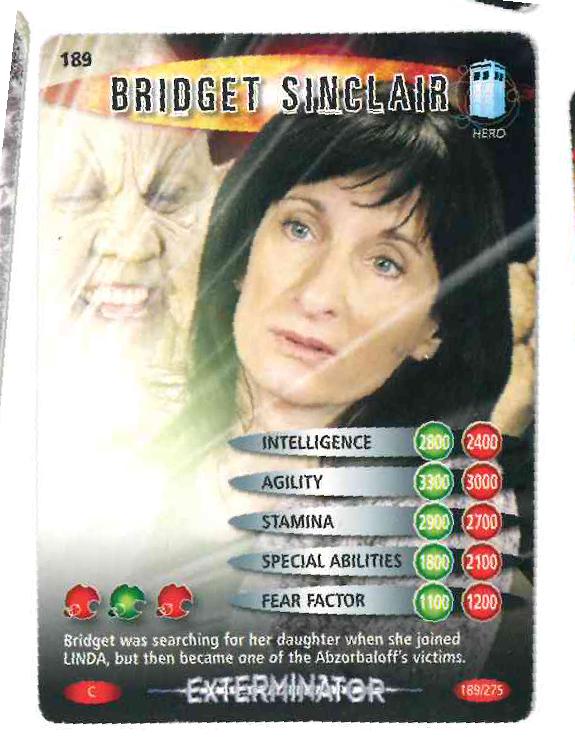 189
BRIDGET SINCLAIR
HERO
INTELLIGENCE 2800 2400
AGILITY 3300 3000
STAMINA 2900 2700
SPECIAL ABILITIES 1800 2100
FEAR FACTOR 1100 1200
Bridget was searching for her daughter when she joined
LINDA, but then became one of the Abzorbaloff's victims.
C EXTERMINATOR 189/275